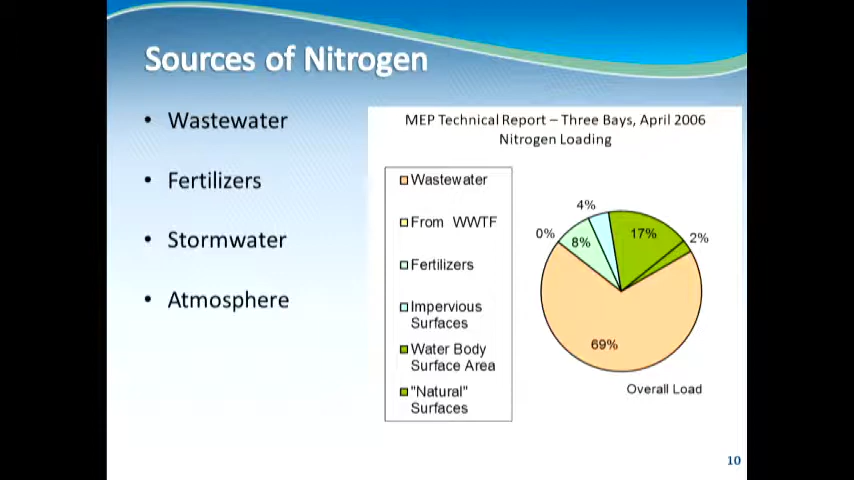 Sources of Nitrogen
• Wastewater
• Fertilizers
• Stormwater
• Atmosphere
MEP Technical Report – Three Bays, April 2006
Nitrogen Loading
Wastewater
From WWTF
Fertilizers
Impervious
Surfaces
Water Body
Surface Area
"Natural"
Surfaces
4%
0%
8%
17%
2%
69%
Overall Load
10